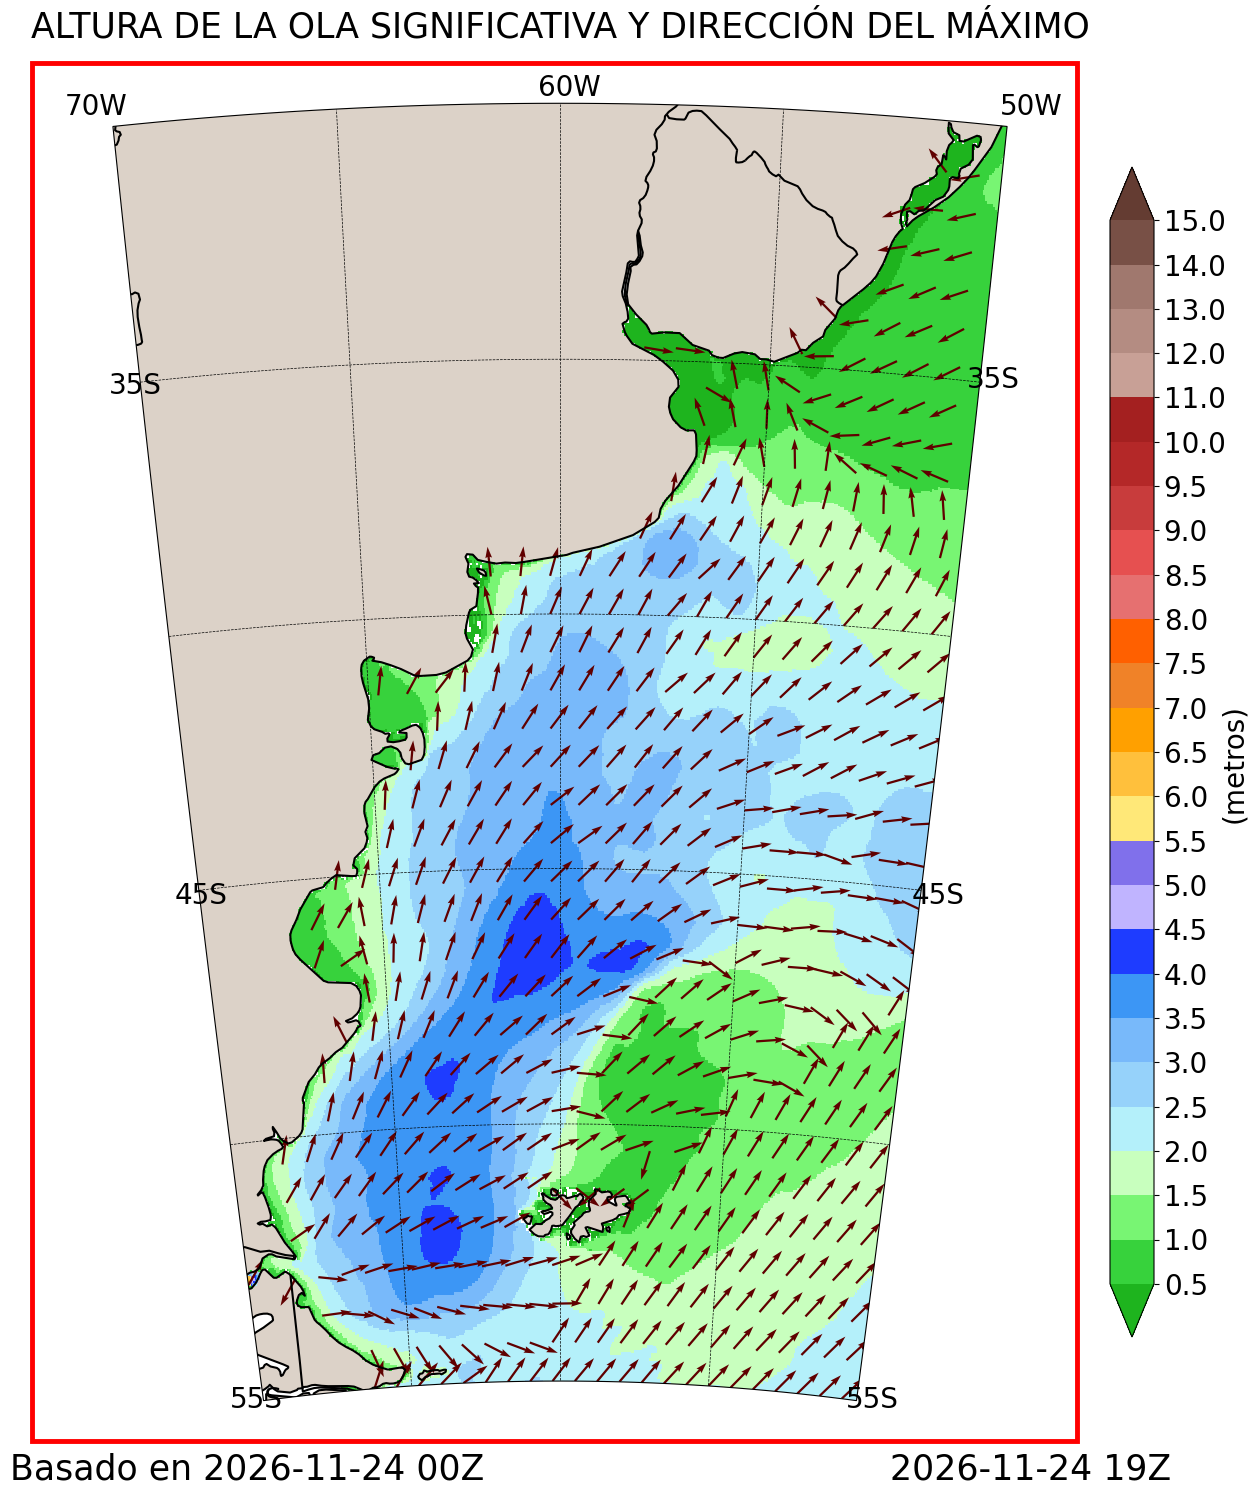 ALTURA DE LA OLA SIGNIFICATIVA Y DIRECCIÓN DEL MÁXIMO
70W
60W
50W
35S
35S
45S
45S
55S
55S
15.0
14.0
13.0
12.0
11.0
10.0
9.5
9.0
8.5
8.0
7.5
7.0
6.5
6.0
5.5
5.0
4.5
4.0
3.5
3.0
2.5
2.0
1.5
1.0
0.5
(metros)
Basado en 2026-11-24 00Z
2026-11-24 19Z